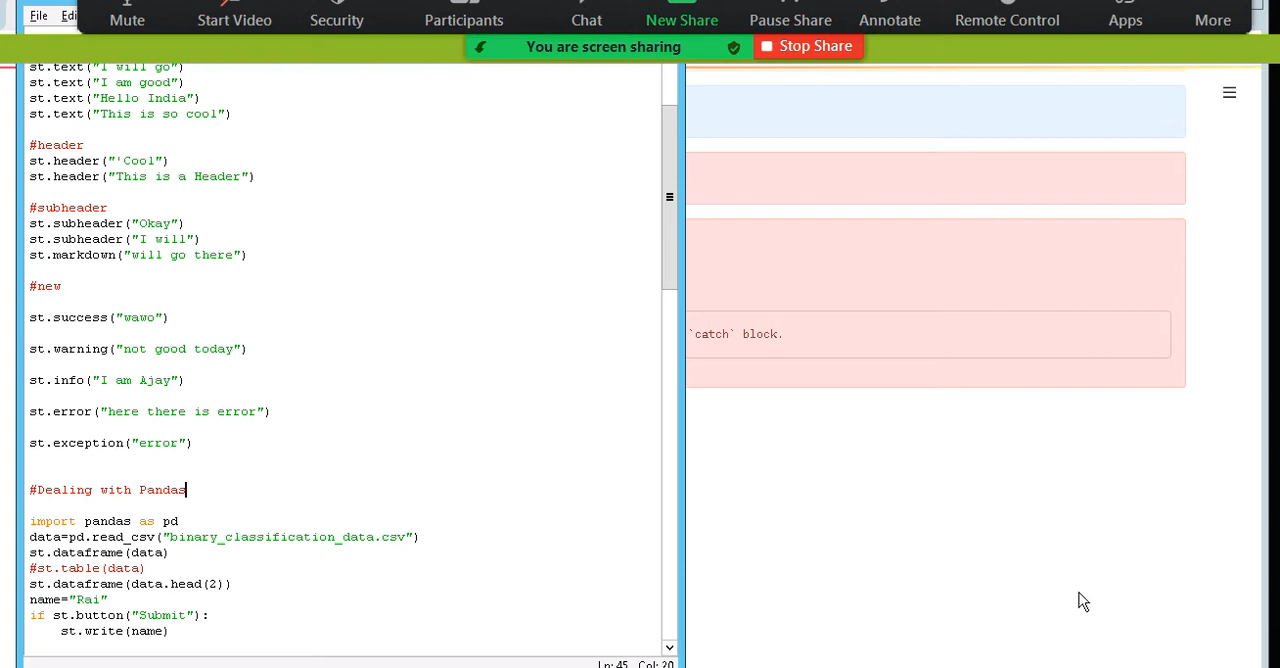 File Edi
Mute Start Video Security Participants Chat New Share Pause Share Annotate Remote Control Apps More
You are screen sharing Stop Share
st.text("I will go")
st.text("I am good")
st.text("Hello India")
st.text("This is so cool")
#header
st.header("'Cool")
st.header("This is a Header")
#subheader
st.subheader("Okay")
st.subheader("I will")
st.markdown("will go there")
#new
st.success("wawo")
st.warning("not good today")
st.info("I am Ajay")
st.error("here there is error")
st.exception("error")
#Dealing with Pandas
import pandas as pd
data=pd.read_csv("binary_classification_data.csv")
st.dataframe(data)
#st.table(data)
st.dataframe(data.head(2))
name="Rai"
if st.button("Submit"):
    st.write(name)
`catch` block.
Ln: 45 Col: 20